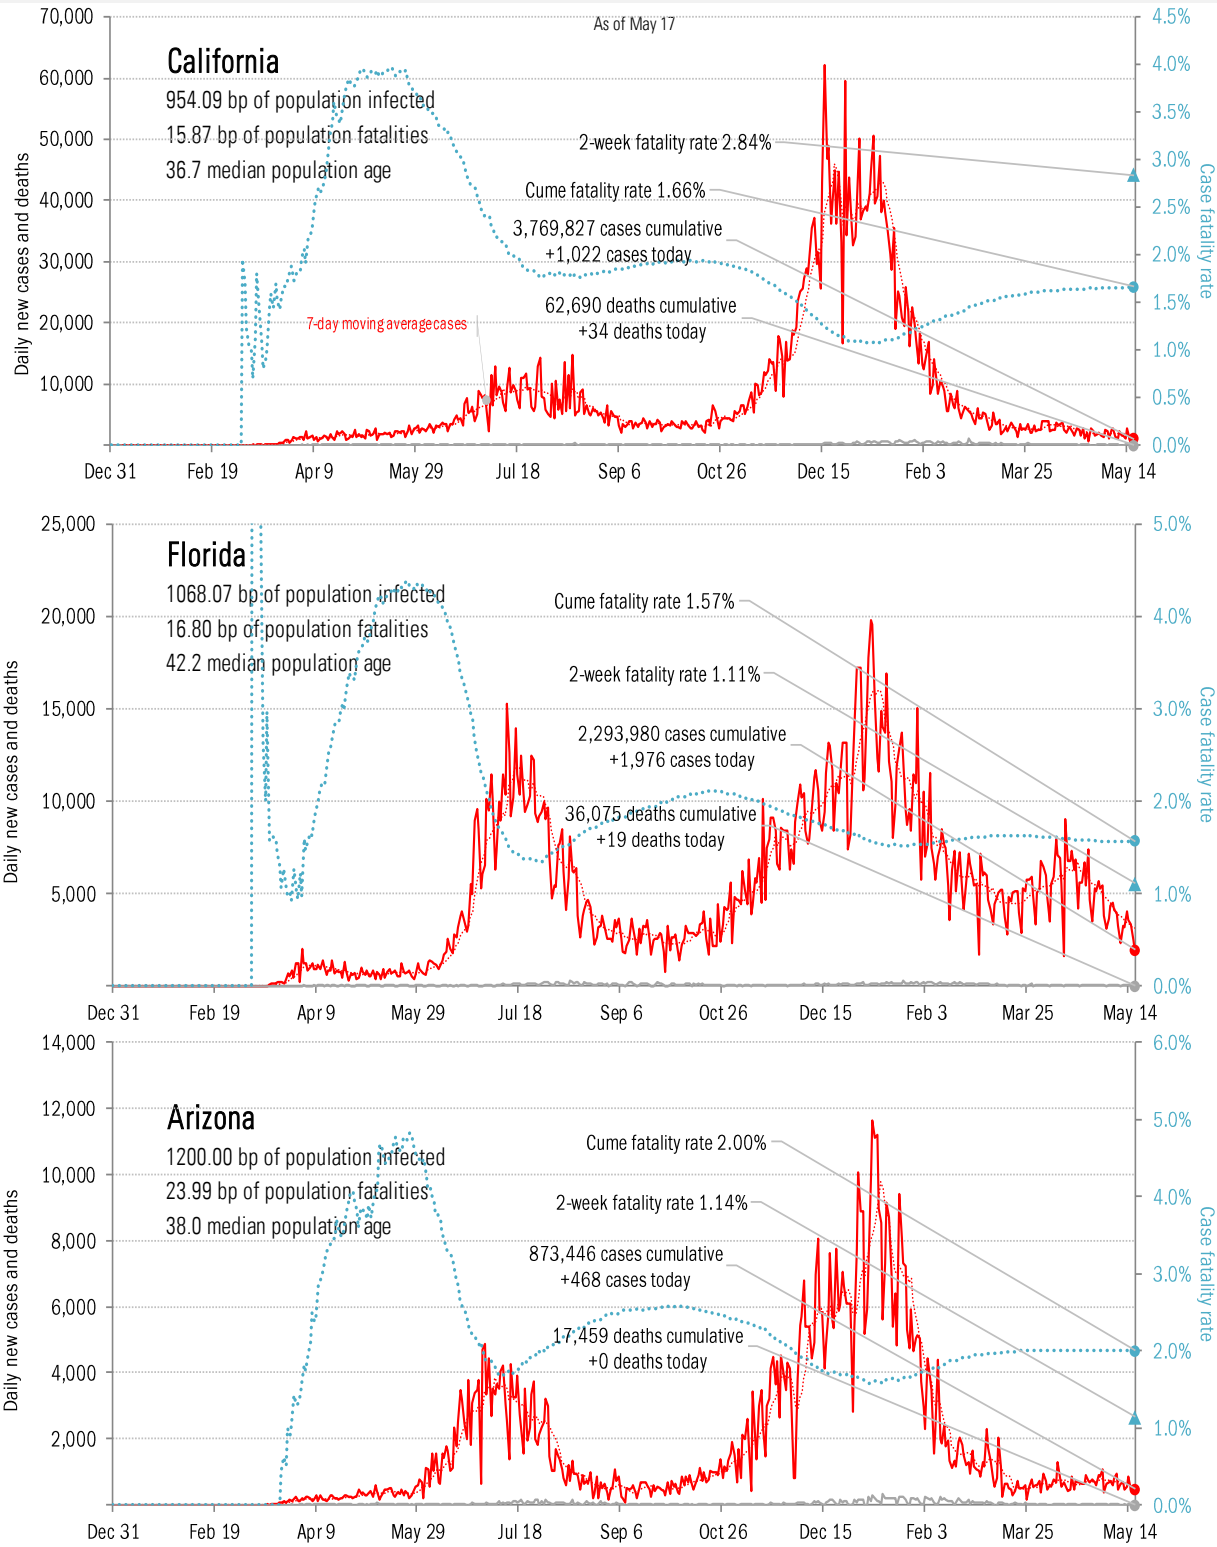 As of May 17
California
954.09 bp of population infected
15.87 bp of population fatalities
36.7 median population age
2-week fatality rate 2.84%
Cume fatality rate 1.66%
3,769,827 cases cumulative
+1,022 cases today
62,690 deaths cumulative
+34 deaths today
7-day moving average cases
Daily new cases and deaths
70,000
60,000
50,000
40,000
30,000
20,000
10,000
4.5%
4.0%
3.5%
3.0%
2.5%
2.0%
1.5%
1.0%
0.5%
0.0%
Case fatality rate
Dec 31 Feb 19 Apr 9 May 29 Jul 18 Sep 6 Oct 26 Dec 15 Feb 3 Mar 25 May 14
Florida
1068.07 bp of population infected
16.80 bp of population fatalities
42.2 median population age
Cume fatality rate 1.57%
2-week fatality rate 1.11%
2,293,980 cases cumulative
+1,976 cases today
36,075 deaths cumulative
+19 deaths today
Daily new cases and deaths
25,000
20,000
15,000
10,000
5,000
5.0%
4.0%
3.0%
2.0%
1.0%
0.0%
Case fatality rate
Dec 31 Feb 19 Apr 9 May 29 Jul 18 Sep 6 Oct 26 Dec 15 Feb 3 Mar 25 May 14
Arizona
1200.00 bp of population infected
23.99 bp of population fatalities
38.0 median population age
Cume fatality rate 2.00%
2-week fatality rate 1.14%
873,446 cases cumulative
+468 cases today
17,459 deaths cumulative
+0 deaths today
Daily new cases and deaths
14,000
12,000
10,000
8,000
6,000
4,000
2,000
6.0%
5.0%
4.0%
3.0%
2.0%
1.0%
0.0%
Case fatality rate
Dec 31 Feb 19 Apr 9 May 29 Jul 18 Sep 6 Oct 26 Dec 15 Feb 3 Mar 25 May 14